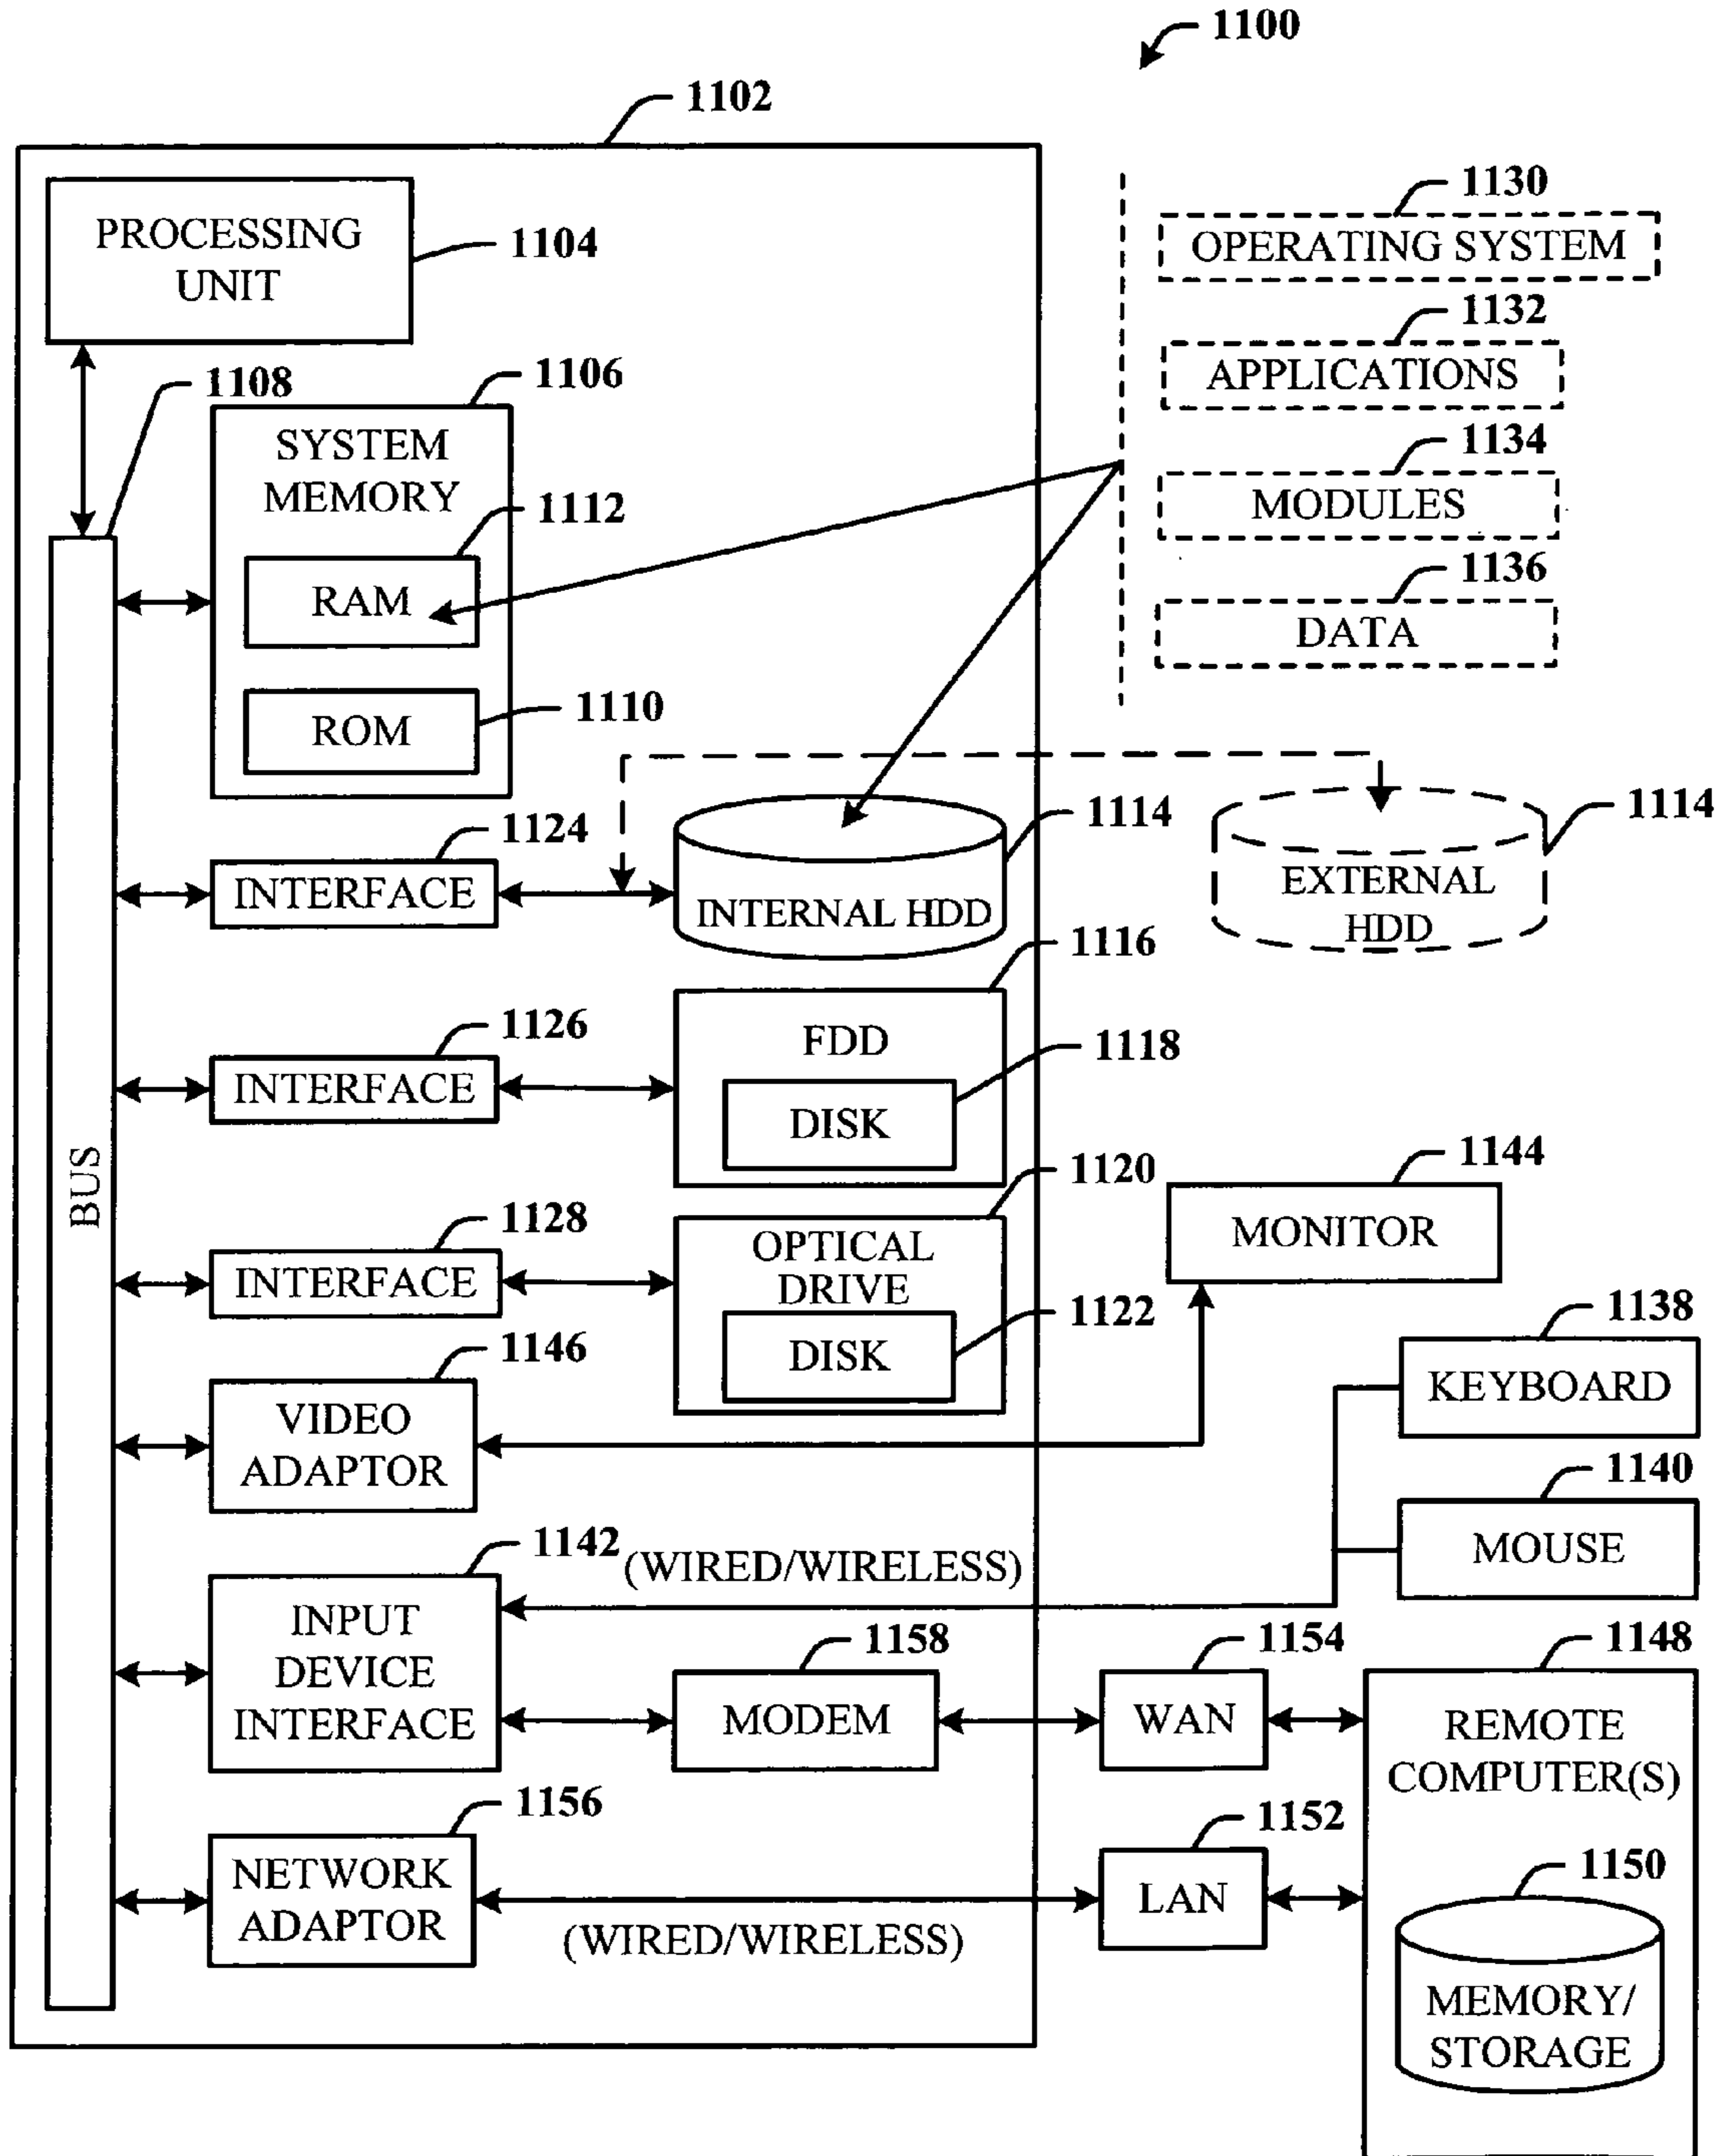 1100
1102
PROCESSING
UNIT
1104
1130
OPERATING SYSTEM
1132
APPLICATIONS
1134
MODULES
1136
DATA
1108
1106
SYSTEM
MEMORY
1112
RAM
1110
ROM
1124
INTERFACE
1114
INTERNAL HDD
1114
EXTERNAL
HDD
1126
INTERFACE
1116
FDD
1118
DISK
BUS
1128
INTERFACE
1120
OPTICAL
DRIVE
1122
DISK
1144
MONITOR
1146
VIDEO
ADAPTOR
1138
KEYBOARD
1140
MOUSE
1142
(WIRED/WIRELESS)
INPUT
DEVICE
INTERFACE
1158
MODEM
1154
WAN
1148
REMOTE
COMPUTER(S)
1156
NETWORK
ADAPTOR
(WIRED/WIRELESS)
1152
LAN
1150
MEMORY/
STORAGE